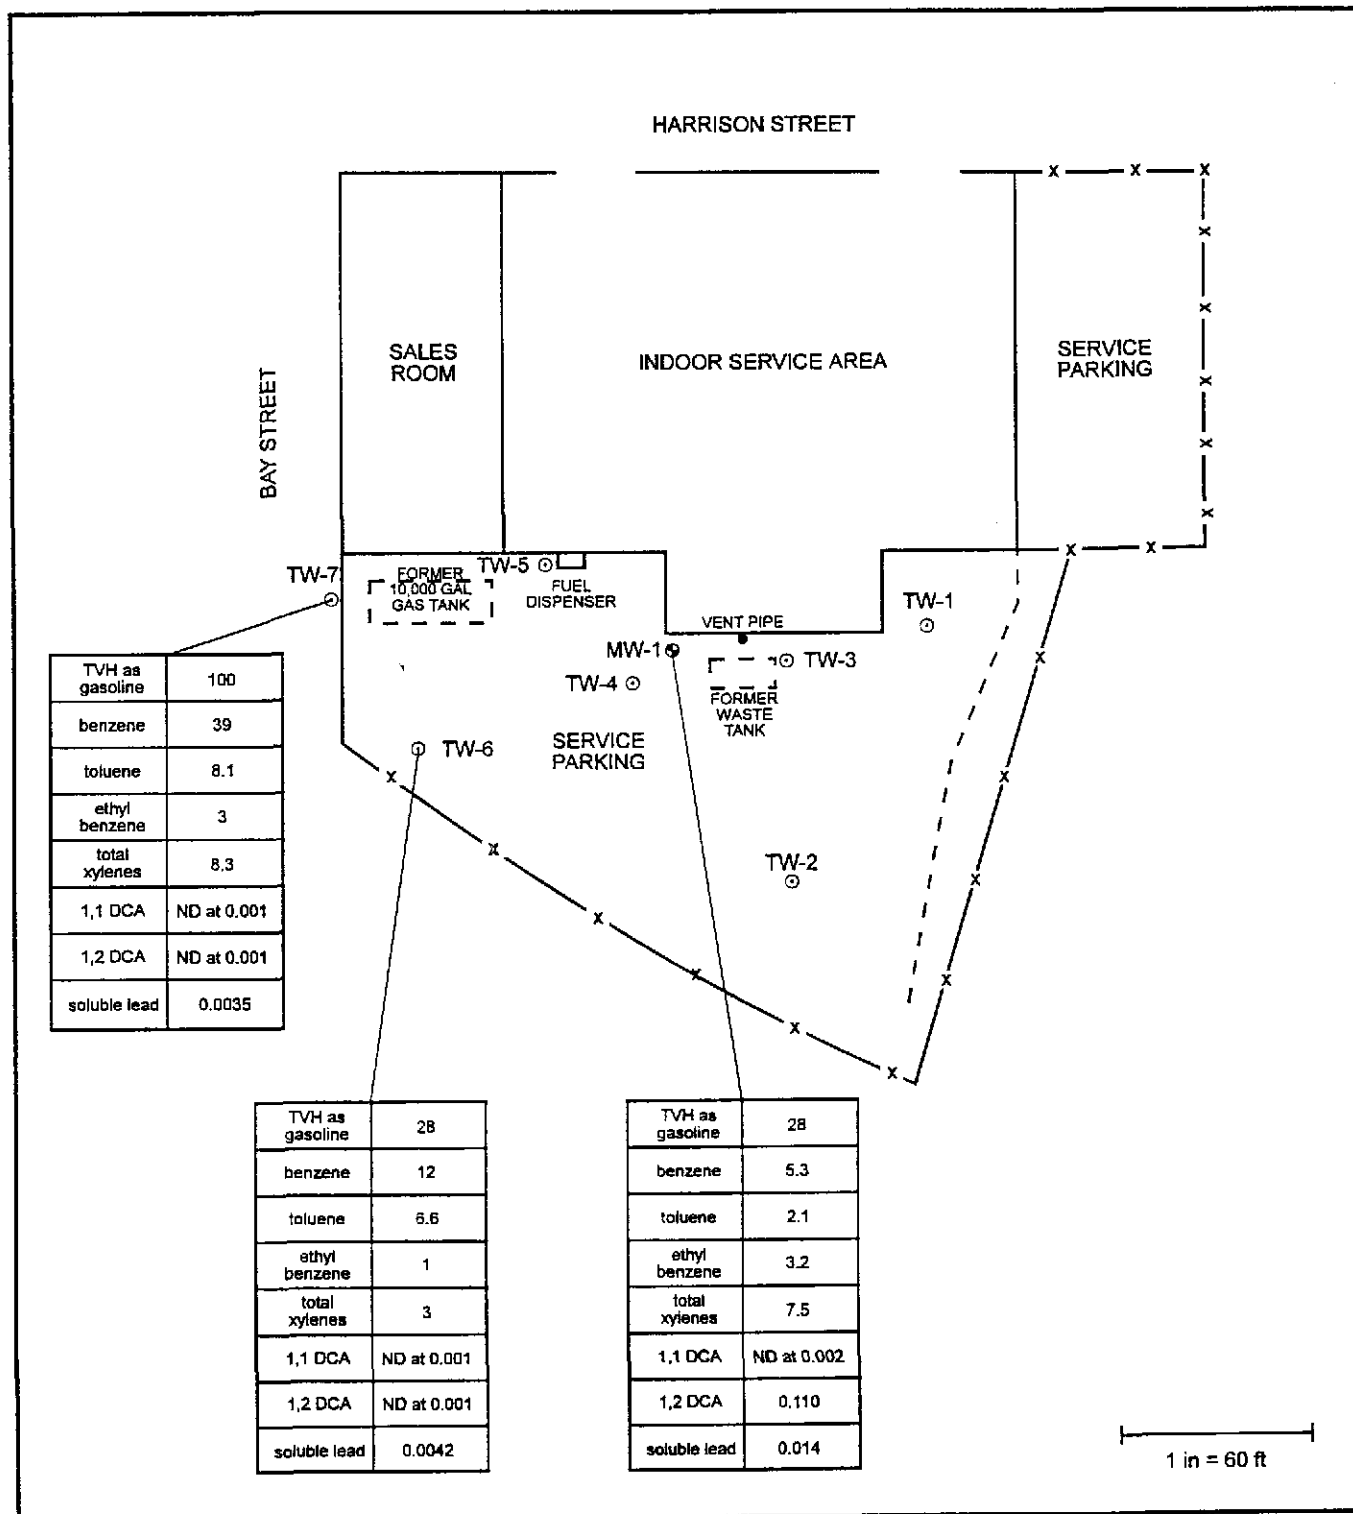 HARRISON STREET
SALES
ROOM
INDOOR SERVICE AREA
SERVICE
PARKING
BAY STREET
TW-7
FORMER
10,000 GAL
GAS TANK
TW-5
FUEL
DISPENSER
VENT PIPE
TW-1
MW-1
TW-3
TW-4
FORMER
WASTE
TANK
TW-6
SERVICE
PARKING
TW-2
TVH as
gasoline 100
benzene 39
toluene 8.1
ethyl
benzene 3
total
xylenes 8.3
1,1 DCA ND at 0.001
1,2 DCA ND at 0.001
soluble lead 0.0035
TVH as
gasoline 28
benzene 12
toluene 6.6
ethyl
benzene 1
total
xylenes 3
1,1 DCA ND at 0.001
1,2 DCA ND at 0.001
soluble lead 0.0042
TVH as
gasoline 28
benzene 5.3
toluene 2.1
ethyl
benzene 3.2
total
xylenes 7.5
1,1 DCA ND at 0.002
1,2 DCA 0.110
soluble lead 0.014
1 in = 60 ft